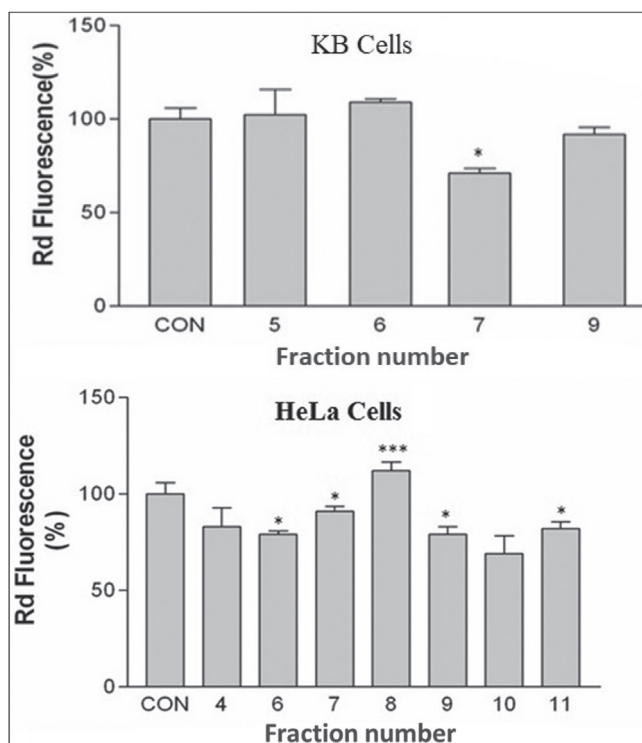 KB Cells
Rd Fluorescence(%)
150
100
50
0
*
CON 5 6 7 9
Fraction number
HeLa Cells
Rd Fluorescence
(%)
150
100
50
0
* * *** * *
CON 4 6 7 8 9 10 11
Fraction number